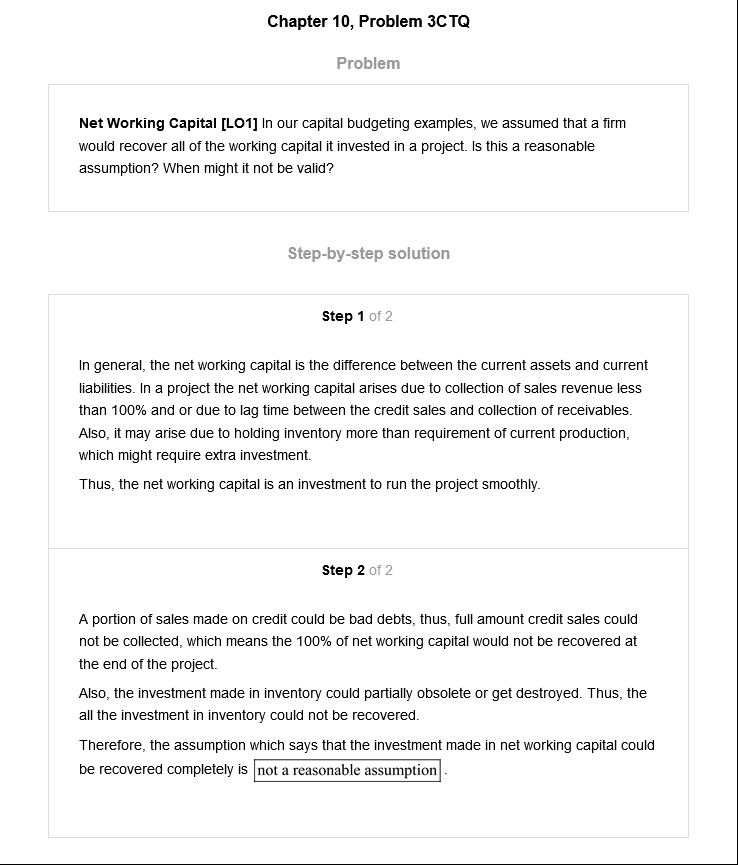 Chapter 10, Problem 3CTQ
Problem
Net Working Capital [LO1] In our capital budgeting examples, we assumed that a firm
would recover all of the working capital it invested in a project. Is this a reasonable
assumption? When might it not be valid?
Step-by-step solution
Step 1 of 2
In general, the net working capital is the difference between the current assets and current
liabilities. In a project the net working capital arises due to collection of sales revenue less
than 100% and or due to lag time between the credit sales and collection of receivables.
Also, it may arise due to holding inventory more than requirement of current production,
which might require extra investment.
Thus, the net working capital is an investment to run the project smoothly.
Step 2 of 2
A portion of sales made on credit could be bad debts, thus, full amount credit sales could
not be collected, which means the 100% of net working capital would not be recovered at
the end of the project.
Also, the investment made in inventory could partially obsolete or get destroyed. Thus, the
all the investment in inventory could not be recovered.
Therefore, the assumption which says that the investment made in net working capital could
be recovered completely is not a reasonable assumption .